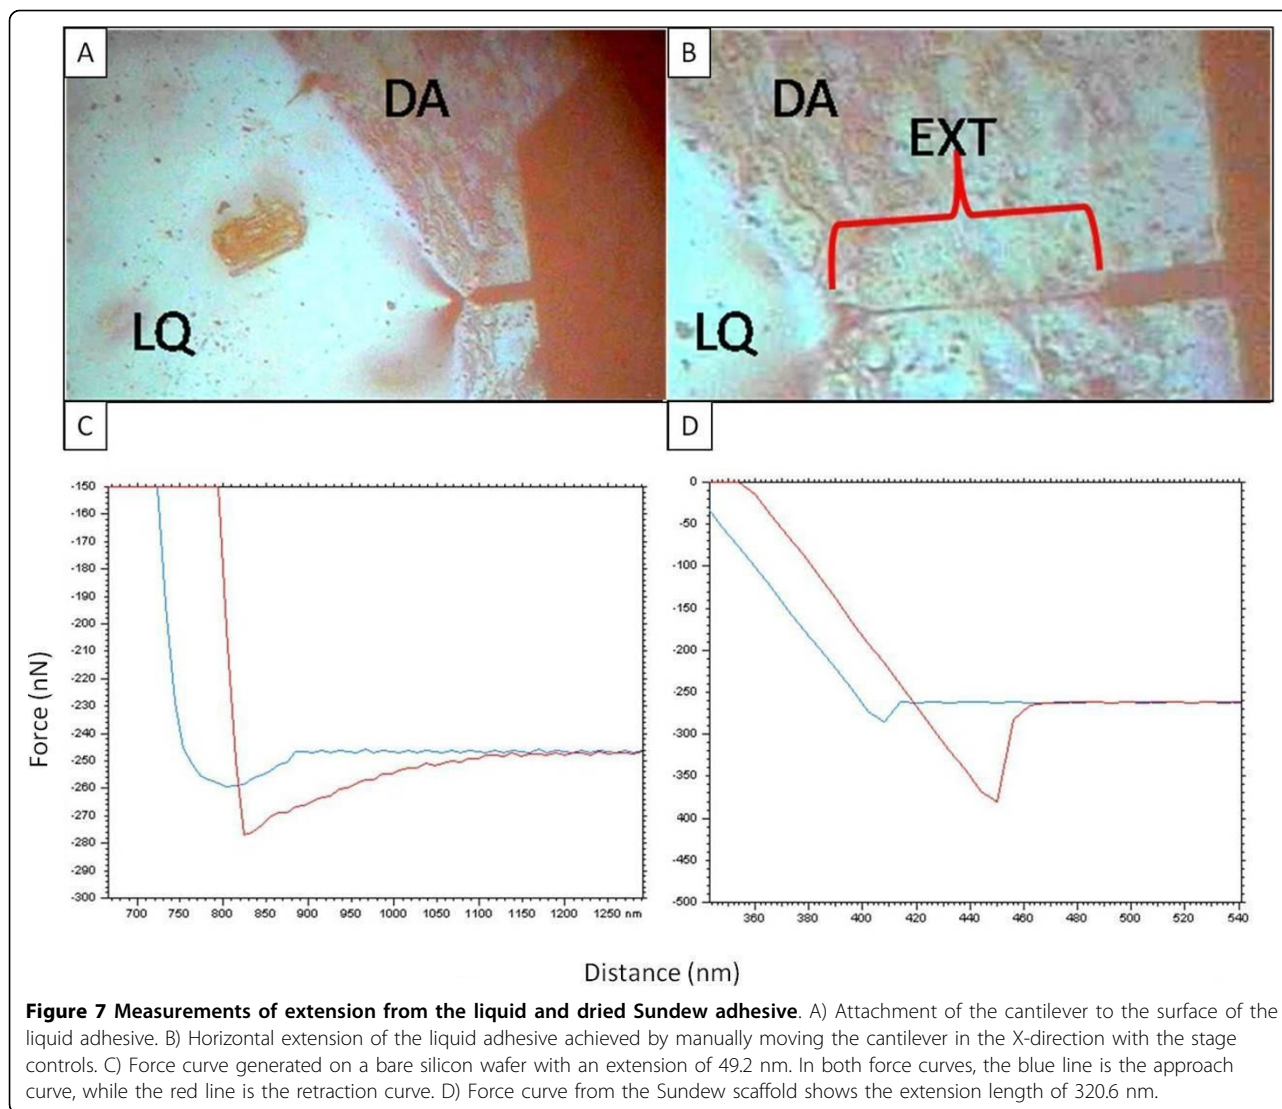 A
DA
LQ
B
DA
EXT
LQ
C
D
Force (nN)
-150
-160
-170
-180
-190
-200
-210
-220
-230
-240
-250
-260
-270
-280
-290
-300
700 750 800 850 900 950 1000 1050 1100 1150 1200 1250 nm
0
-50
-100
-150
-200
-250
-300
-350
-400
-450
-500
360 380 400 420 440 460 480 500 520 540
Distance (nm)
Figure 7 Measurements of extension from the liquid and dried Sundew adhesive. A) Attachment of the cantilever to the surface of the
liquid adhesive. B) Horizontal extension of the liquid adhesive achieved by manually moving the cantilever in the X-direction with the stage
controls. C) Force curve generated on a bare silicon wafer with an extension of 49.2 nm. In both force curves, the blue line is the approach
curve, while the red line is the retraction curve. D) Force curve from the Sundew scaffold shows the extension length of 320.6 nm.